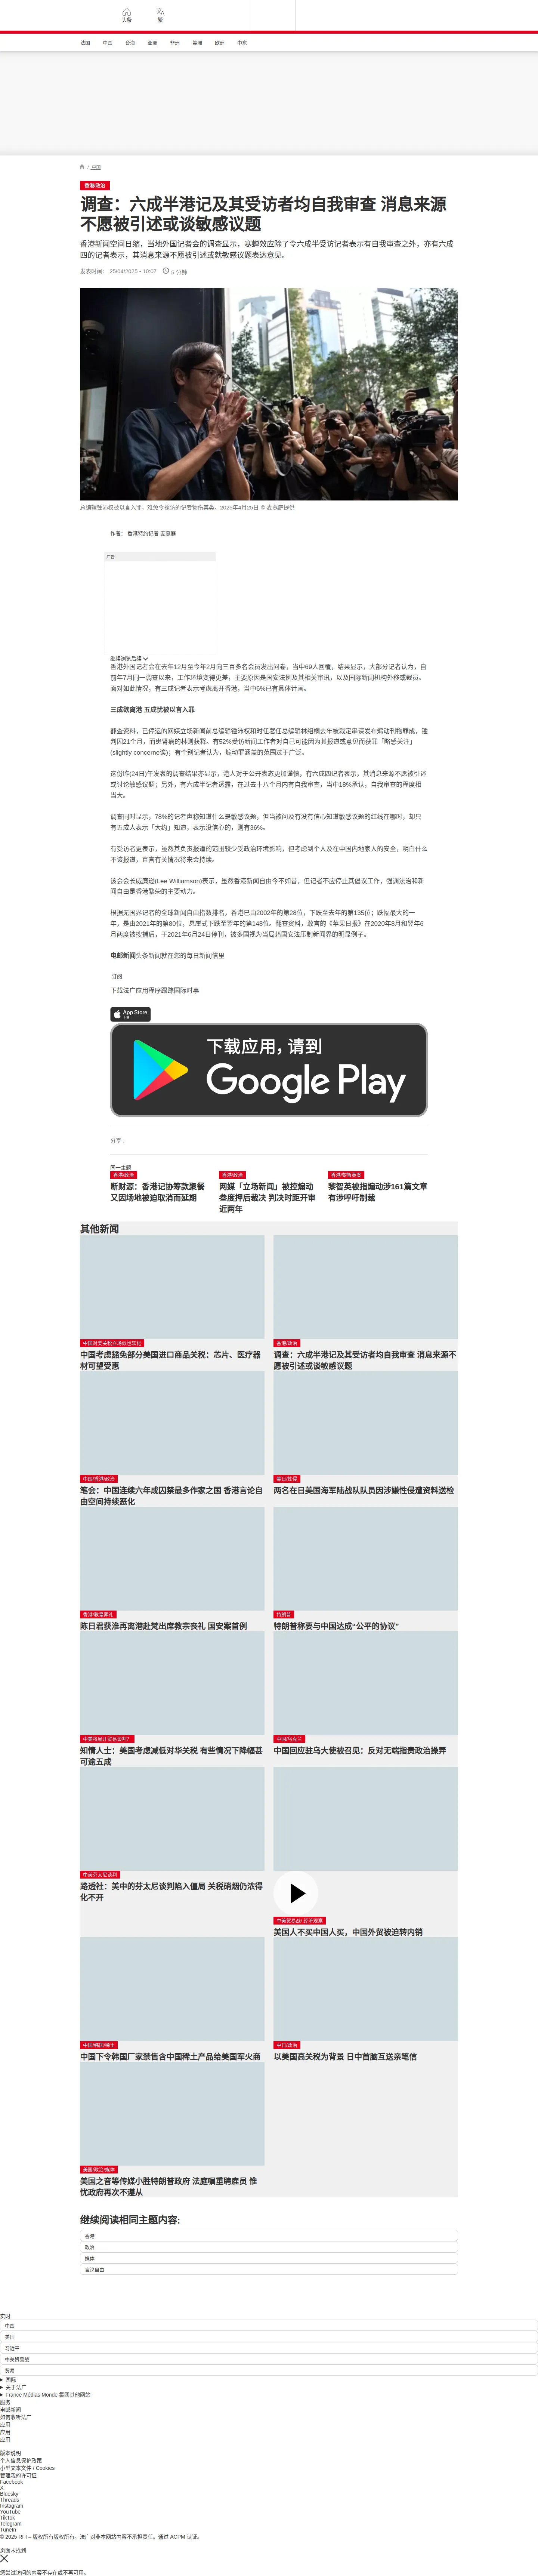 头条
繁
法国
中国
台海
亚洲
非洲
美洲
欧洲
中东
/ 中国
香港/政治
调查：六成半港记及其受访者均自我审查 消息来源
不愿被引述或谈敏感议题
香港新闻空间日缩，当地外国记者会的调查显示，寒蝉效应除了令六成半受访记者表示有自我审查之外，亦有六成
四的记者表示，其消息来源不愿被引述或就敏感议题表达意见。
发表时间： 25/04/2025 - 10:07
5 分钟
总编辑锺沛权被以言入罪，难免令採访的记者物伤其类。2025年4月25日 © 麦燕庭提供
作者： 香港特约记者 麦燕庭
广告
继续浏览后续
香港外国记者会在去年12月至今年2月向三百多名会员发出问卷，当中69人回覆，结果显示，大部分记者认为，自
前年7月同一调查以来，工作环境变得更差，主要原因是国安法例及其相关审讯，以及国际新闻机构外移或裁员。
面对如此情况，有三成记者表示考虑离开香港，当中6%已有具体计画。
三成欲离港 五成忧被以言入罪
翻查资料，已停运的网媒立场新闻前总编辑锺沛权和时任署任总编辑林绍桐去年被裁定串谋发布煽动刊物罪成，锺
判囚21个月，而患肾病的林则获释。有52%受访新闻工作者对自己可能因为其报道或意见而获罪「略感关注」
(slightly concerne读)；有个别记者认为，煽动罪涵盖的范围过于广泛。
这份昨(24日)午发表的调查结果亦显示，港人对于公开表态更加谨慎，有六成四记者表示，其消息来源不愿被引述
或讨论敏感议题；另外，有六成半记者透露，在过去十八个月内有自我审查，当中18%承认，自我审查的程度相
当大。
调查同时显示，78%的记者声称知道什么是敏感议题，但当被问及有没有信心知道敏感议题的红线在哪时，却只
有五成人表示「大约」知道，表示没信心的，则有36%。
有受访者更表示，虽然其负责报道的范围较少受政治环境影响，但考虑到个人及在中国内地家人的安全，明白什么
不该报道，直言有关情况将来会持续。
该会会长威廉逊(Lee Williamson)表示，虽然香港新闻自由今不如昔，但记者不应停止其倡议工作，强调法治和新
闻自由是香港繁荣的主要动力。
根据无国界记者的全球新闻自由指数排名，香港已由2002年的第28位，下跌至去年的第135位；跌幅最大的一
年，是由2021年的第80位，悬崖式下跌至翌年的第148位。翻查资料，敢言的《苹果日报》在2020年8月和翌年6
月两度被搜捕后，于2021年6月24日停刊，被多国视为当局藉国安法压制新闻界的明显例子。
电邮新闻头条新闻就在您的每日新闻信里
订阅
下载法广应用程序跟踪国际时事
App Store
下载
下载应用，请到
Google Play
分享 :
同一主题
香港/政治
断财源：香港记协筹款聚餐
又因场地被迫取消而延期
香港/政治
网媒「立场新闻」被控煽动
叁度押后裁决 判决时距开审
近两年
香港/黎智英案
黎智英被指煽动涉161篇文章
有涉呼吁制裁
其他新闻
中国对美关税立场似也软化
中国考虑豁免部分美国进口商品关税：芯片、医疗器
材可望受惠
香港/政治
调查：六成半港记及其受访者均自我审查 消息来源不
愿被引述或谈敏感议题
中国/香港/政治
笔会：中国连续六年成囚禁最多作家之国 香港言论自
由空间持续恶化
美日/性侵
两名在日美国海军陆战队队员因涉嫌性侵遭资料送检
香港/教皇葬礼
陈日君获准再离港赴梵出席教宗丧礼 国安案首例
特朗普
特朗普称要与中国达成“公平的协议”
中美将展开贸易谈判？
知情人士：美国考虑减低对华关税 有些情况下降幅甚
可逾五成
中国/乌克兰
中国回应驻乌大使被召见：反对无端指责政治操弄
中美芬太尼谈判
路透社：美中的芬太尼谈判陷入僵局 关税硝烟仍浓得
化不开
中美贸易战/ 经济观察
美国人不买中国人买，中国外贸被迫转内销
中国/韩国/稀土
中国下令韩国厂家禁售含中国稀土产品给美国军火商
中日/政治
以美国高关税为背景 日中首脑互送亲笔信
美国/政治/媒体
美国之音等传媒小胜特朗普政府 法庭嘱重聘雇员 惟
忧政府再次不遵从
继续阅读相同主题内容:
香港
政治
媒体
言论自由
实时
中国
美国
习近平
中美贸易战
贸易
国际
关于法广
France Médias Monde 集团其他网站
服务
电邮新闻
如何收听法广
应用
应用
应用
版本说明
个人信息保护政策
小型文本文件 / Cookies
管理我的许可证
Facebook
X
Bluesky
Threads
Instagram
YouTube
TikTok
Telegram
TuneIn
© 2025 RFI – 版权所有版权所有。法广对非本网站内容不承担责任。通过 ACPM 认证。
页面未找到
您尝试访问的内容不存在或不再可用。